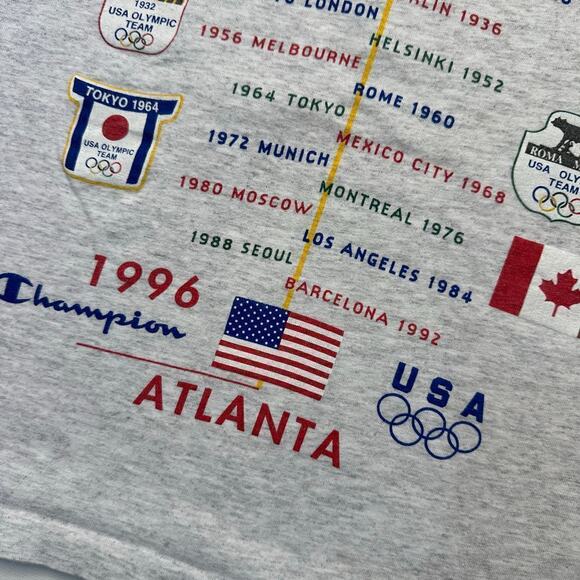 1932
USA OLYMPIC
TEAM
LONDON
1936
1956 MELBOURNE
HELSINKI 1952
TOKYO 1964
USA OLYMPIC
TEAM
1964 TOKYO
ROME 1960
1972 MUNICH
MEXICO CITY 1968
ROMA
TEAM
1980 MOSCOW
MONTREAL 1976
1988 SEOUL
LOS ANGELES 1984
1996
Champion
BARCELONA 1992
ATLANTA
USA